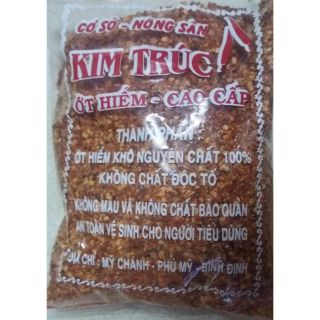 CƠ SỞ - NÔNG SẢN
KIM TRÚC
ỚT HIỂM - CAO CẤP
THÀNH PHẦN
ỚT HIỂM KHÔ NGUYÊN CHẤT 100%
KHÔNG CHẤT ĐỘC TỐ
KHÔNG MÀU VÀ KHÔNG CHẤT BẢO QUẢN
AN TOÀN VỆ SINH CHO NGƯỜI TIÊU DÙNG
ĐỊA CHỈ : MỸ CHÁNH - PHÙ MỸ - BÌNH ĐỊNH